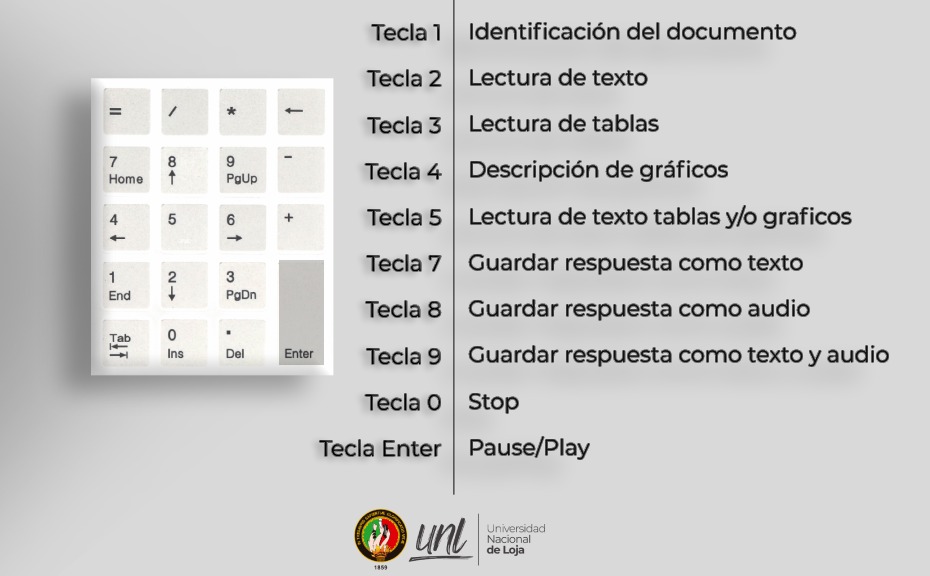 Tecla 1 Identificación del documento
Tecla 2 Lectura de texto
Tecla 3 Lectura de tablas
Tecla 4 Descripción de gráficos
Tecla 5 Lectura de texto tablas y/o graficos
Tecla 7 Guardar respuesta como texto
Tecla 8 Guardar respuesta como audio
Tecla 9 Guardar respuesta como texto y audio
Tecla 0 Stop
Tecla Enter Pause/Play
= / * ←
7 8 9 -
Home ↑ PgUp
4 5 6 +
← →
1 2 3
End ↓ PgDn
Tab 0 .
Ins Del Enter
1859
unl
Universidad
Nacional
de Loja